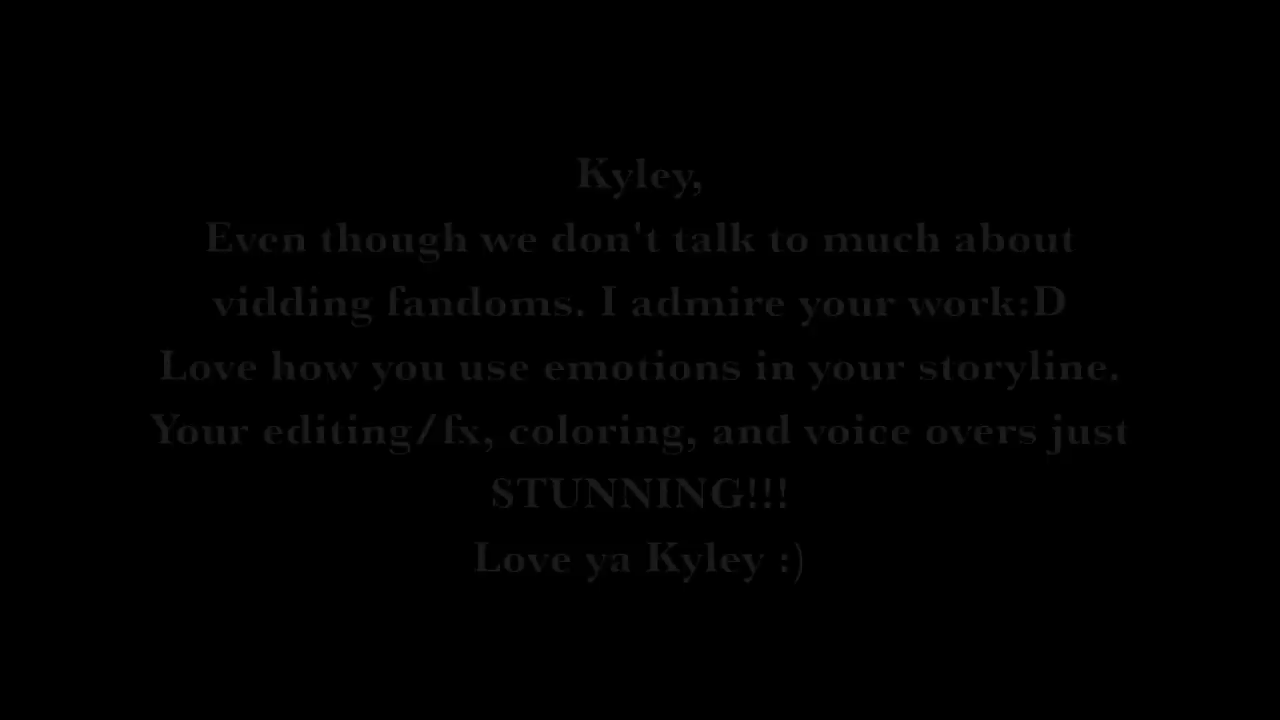 Kyley,
Even though we don't talk to much about
vidding fandoms. I admire your work:D
Love how you use emotions in your storyline.
Your editing/fx, coloring, and voice overs just
STUNNING!!!
Love ya Kyley :)